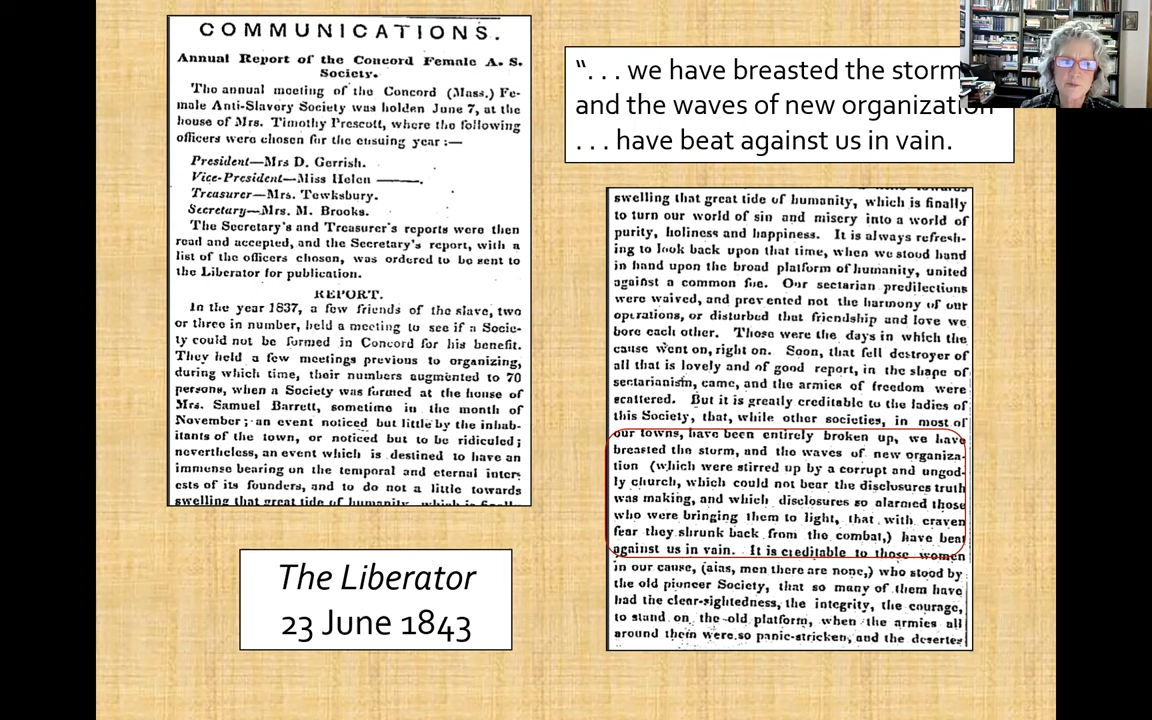 COMMUNICATIONS.
Annual Report of the Concord Female A. S.
Society.
The annual meeting of the Concord (Mass.) Fe-
male Anti-Slavery Society was holden June 7, at the
house of Mrs. Timothy Prescott, where the following
officers were chosen for the ensuing year :—
President—Mrs D. Gerrish.
Vice-President—Miss Helen ———.
Treasurer—Mrs. Tewksbury.
Secretary—Mrs. M. Brooks.
The Secretary's and Treasurer's reports were then
read and accepted, and the Secretary's report, with a
list of the officers chosen, was ordered to be sent to
the Liberator for publication.
REPORT.
In the year 1837, a few friends of the slave, two
or three in number, held a meeting to see if a Socie-
ty could not be formed in Concord for his benefit.
They held a few meetings previous to organizing,
during which time, their numbers augmented to 70
persons, when a Society was formed at the house of
Mrs. Samuel Barrett, sometime in the month of
November; an event noticed but little by the inhab-
itants of the town, or noticed but to be ridiculed;
nevertheless, an event which is destined to have an
immense bearing on the temporal and eternal inter-
ests of its founders, and to do not a little towards
swelling that great tide of humanity, which is finall-
The Liberator
23 June 1843
“. . . we have breasted the storm,
and the waves of new organization
. . . have beat against us in vain.
towards
swelling that great tide of humanity, which is finally
to turn our world of sin and misery into a world of
purity, holiness and happiness. It is always refresh-
ing to look back upon that time, when we stood hand
in hand upon the broad platform of humanity, united
against a common foe. Our sectarian predilections
were waived, and prevented not the harmony of our
operations, or disturbed that friendship and love we
bore each other. Those were the days in which the
cause went on, right on. Soon, that fell destroyer of
all that is lovely and of good report, in the shape of
sectarianism, came, and the armies of freedom were
scattered. But it is greatly creditable to the ladies of
this Society, that, while other societies, in most of
our towns, have been entirely broken up, we have
breasted the storm, and the waves of new organiza-
tion (which were stirred up by a corrupt and ungod-
ly church, which could not bear the disclosures truth
was making, and which disclosures so alarmed those
who were bringing them to light, that with craven
fear they shrunk back from the combat,) have beat
against us in vain. It is creditable to those women
in our cause, (alas, men there are none,) who stood by
the old pioneer Society, that so many of them have
had the clear-sightedness, the integrity, the courage,
to stand on the old platform, when the armies all
around them were so panic-stricken, and the deserter